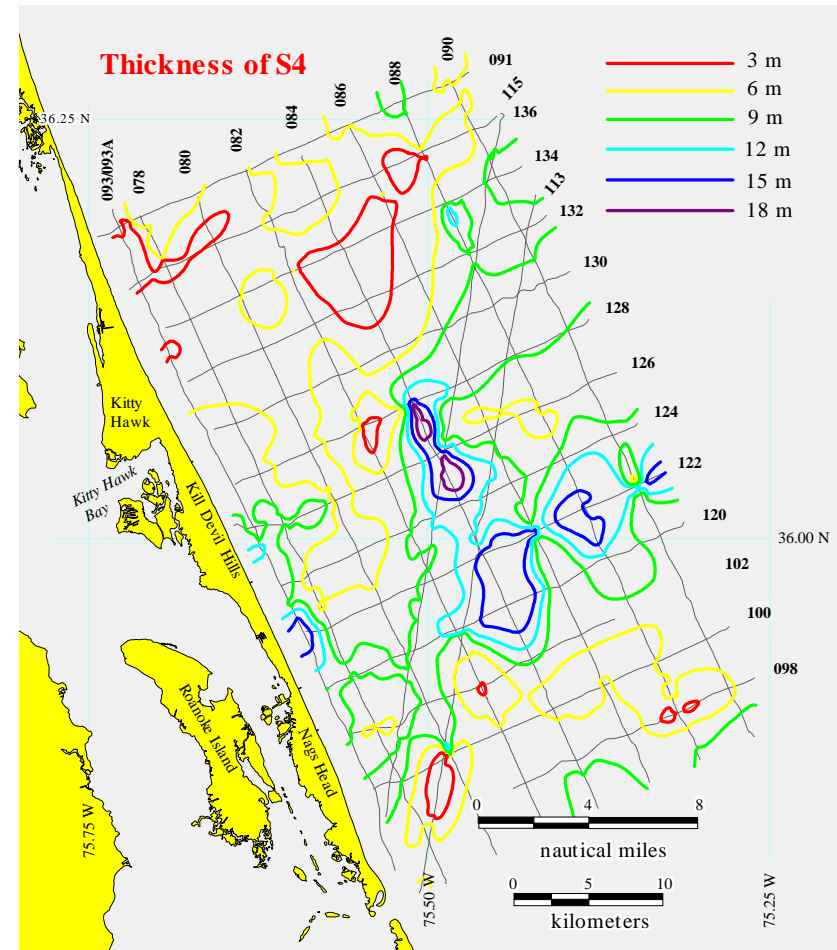 Thickness of S4
3 m
6 m
9 m
12 m
15 m
18 m
36.25 N
093/093A
078
080
082
084
086
088
090
091
115
136
134
113
132
130
128
126
124
122
120
102
100
098
Kitty
Hawk
Kitty Hawk
Bay
Kill Devil Hills
Roanoke Island
Nags Head
36.00 N
75.75 W
75.50 W
75.25 W
0 4 8
nautical miles
0 5 10
kilometers